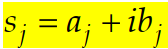 s_j = a_j + ib_j